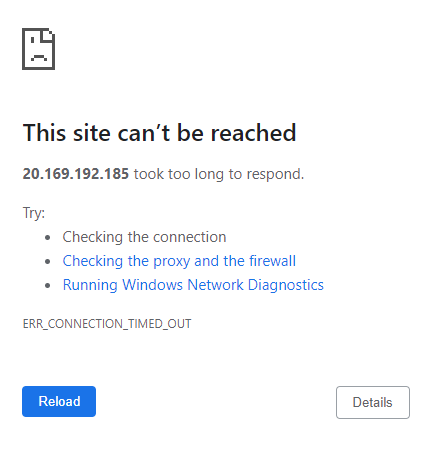 This site can’t be reached
20.169.192.185 took too long to respond.
Try:
Checking the connection
Checking the proxy and the firewall
Running Windows Network Diagnostics
ERR_CONNECTION_TIMED_OUT
Reload
Details